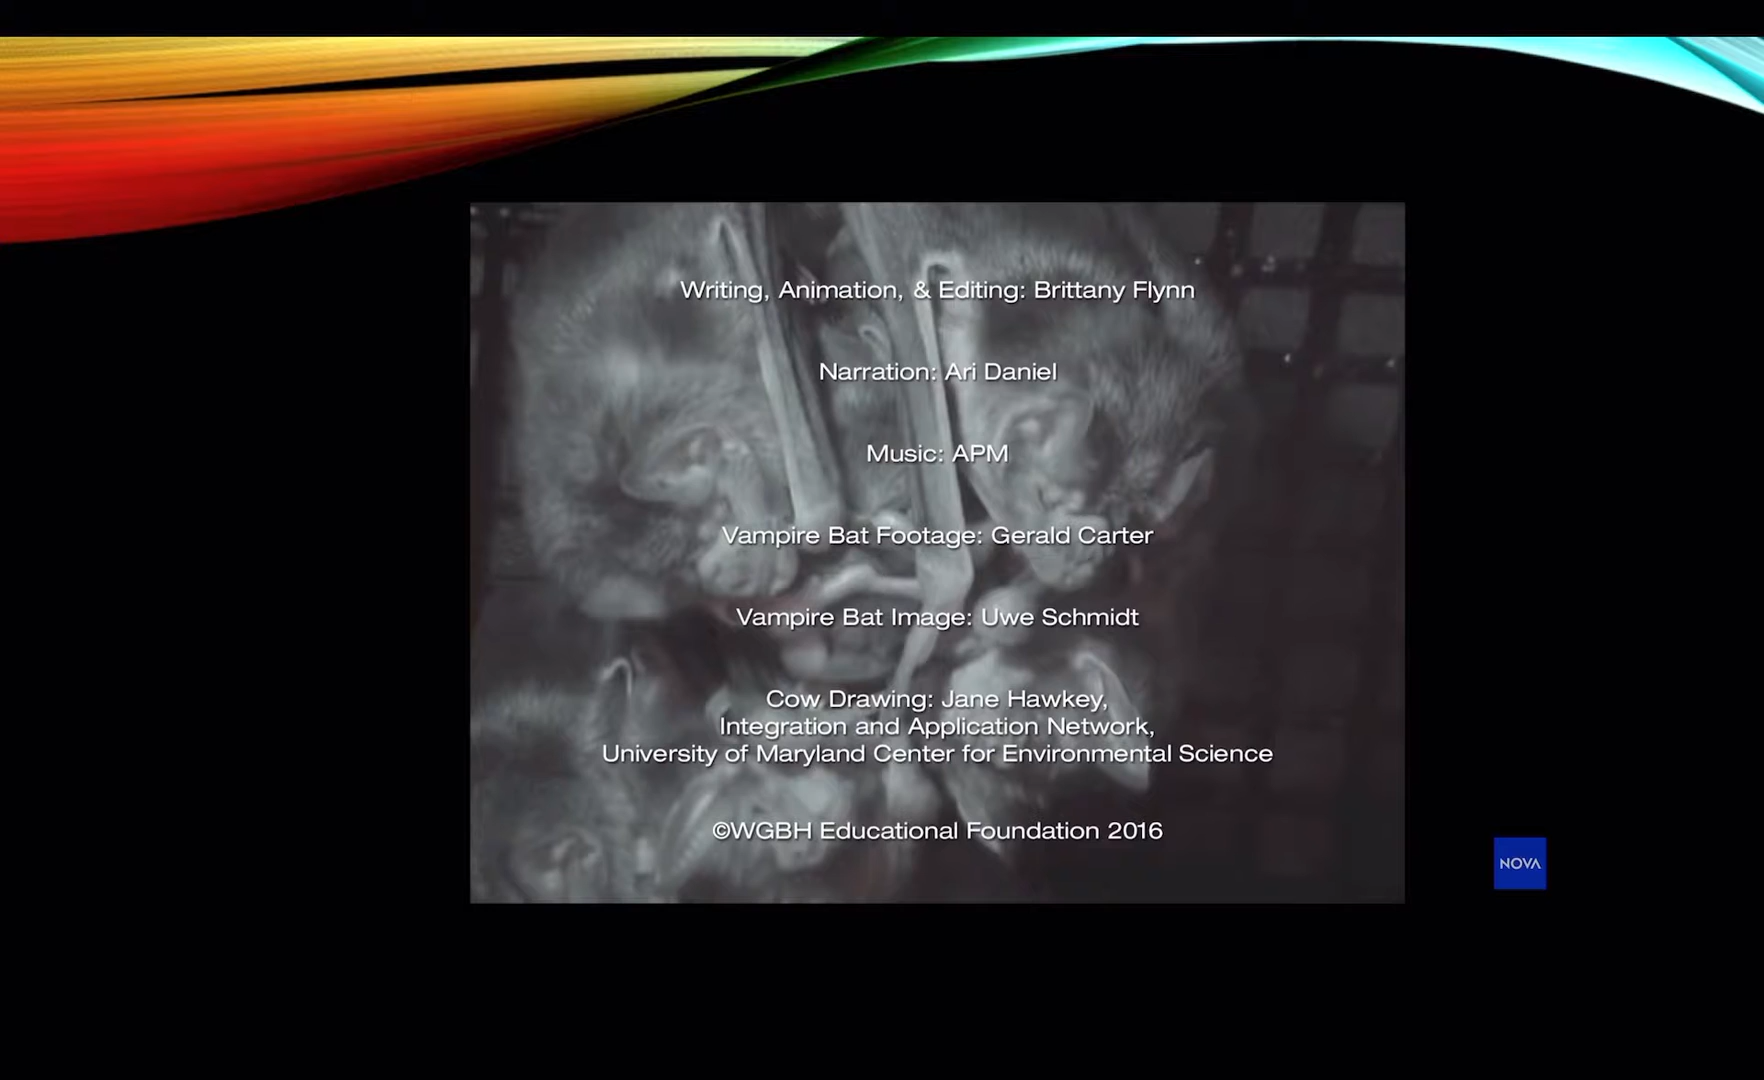 Writing, Animation, & Editing: Brittany Flynn
Narration: Ari Daniel
Music: APM
Vampire Bat Footage: Gerald Carter
Vampire Bat Image: Uwe Schmidt
Cow Drawing: Jane Hawkey,
Integration and Application Network,
University of Maryland Center for Environmental Science
©WGBH Educational Foundation 2016
NOVA